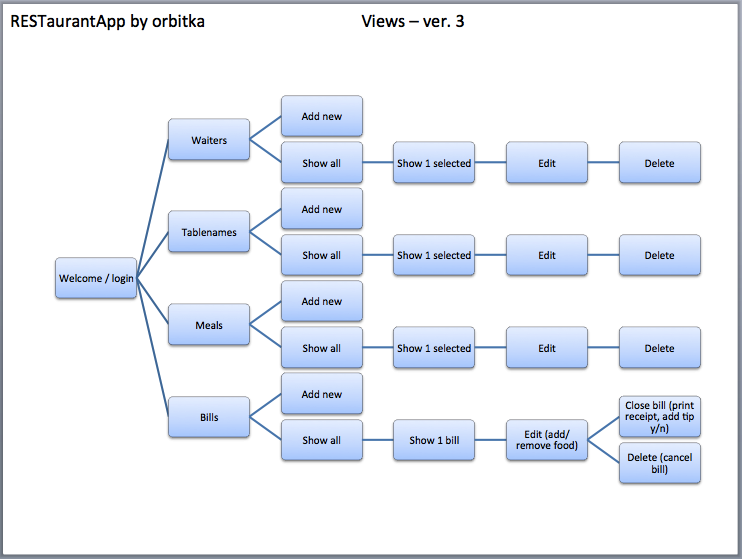 RESTaurantApp by orbitka
Views – ver. 3
Add new
Waiters
Show all
Show 1 selected
Edit
Delete
Add new
Tablenames
Show all
Show 1 selected
Edit
Delete
Welcome / login
Add new
Meals
Show all
Show 1 selected
Edit
Delete
Add new
Bills
Show all
Show 1 bill
Edit (add/
remove food)
Close bill (print
receipt, add tip
y/n)
Delete (cancel
bill)